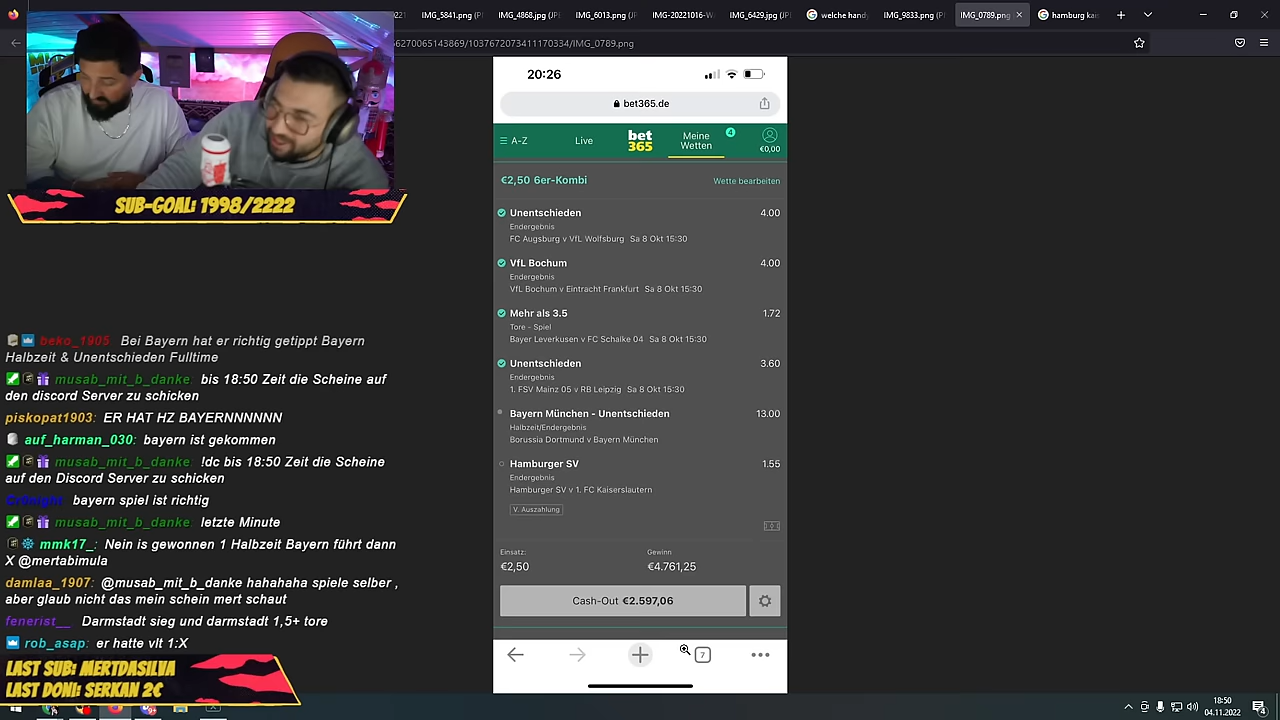 IMG_5841.png
IMG_4868.jpg (JP
IMG_6013.png
IMG-20221016-W
IMG_6429.jpg
IMG_0789.png
6270065143869/1037672073411170334/IMG_0789.png
SUB-GOAL: 1998/2222
beko_1905 Bei Bayern hat er richtig getippt Bayern
Halbzeit & Unentschieden Fulltime
musab_mit_b_danke: bis 18:50 Zeit die Scheine auf
den discord Server zu schicken
piskopat1903: ER HAT HZ BAYERNNNNNN
auf_harman_030: bayern ist gekommen
musab_mit_b_danke: !dc bis 18:50 Zeit die Scheine
auf den Discord Server zu schicken
bayern spiel ist richtig
musab_mit_b_danke: letzte Minute
mmk17_: Nein is gewonnen 1 Halbzeit Bayern führt dann
X @mertabimula
damlaa_1907: @musab_mit_b_danke hahahaha spiele selber ,
aber glaub nicht das mein schein mert schaut
fenerist__ Darmstadt sieg und darmstadt 1,5+ tore
rob_asap: er hatte vlt 1:X
LAST SUB: MERTDASILVA
LAST DONI: SERKAN 2€
20:26
bet365.de
A-Z
Live
bet
365
Meine
Wetten
4
€0,00
€2,50 6er-Kombi
Wette bearbeiten
Unentschieden 4.00
Endergebnis
FC Augsburg v VfL Wolfsburg Sa 8 Okt 15:30
VfL Bochum 4.00
Endergebnis
VfL Bochum v Eintracht Frankfurt Sa 8 Okt 15:30
Mehr als 3.5 1.72
Tore - Spiel
Bayer Leverkusen v FC Schalke 04 Sa 8 Okt 15:30
Unentschieden 3.60
Endergebnis
1. FSV Mainz 05 v RB Leipzig Sa 8 Okt 15:30
Bayern München - Unentschieden 13.00
Halbzeit/Endergebnis
Borussia Dortmund v Bayern München
Hamburger SV 1.55
Endergebnis
Hamburger SV v 1. FC Kaiserslautern
V. Auszahlung
Einsatz: Gewinn
€2,50 €4.761,25
Cash-Out €2.597,06
7
18:50
04.11.2022